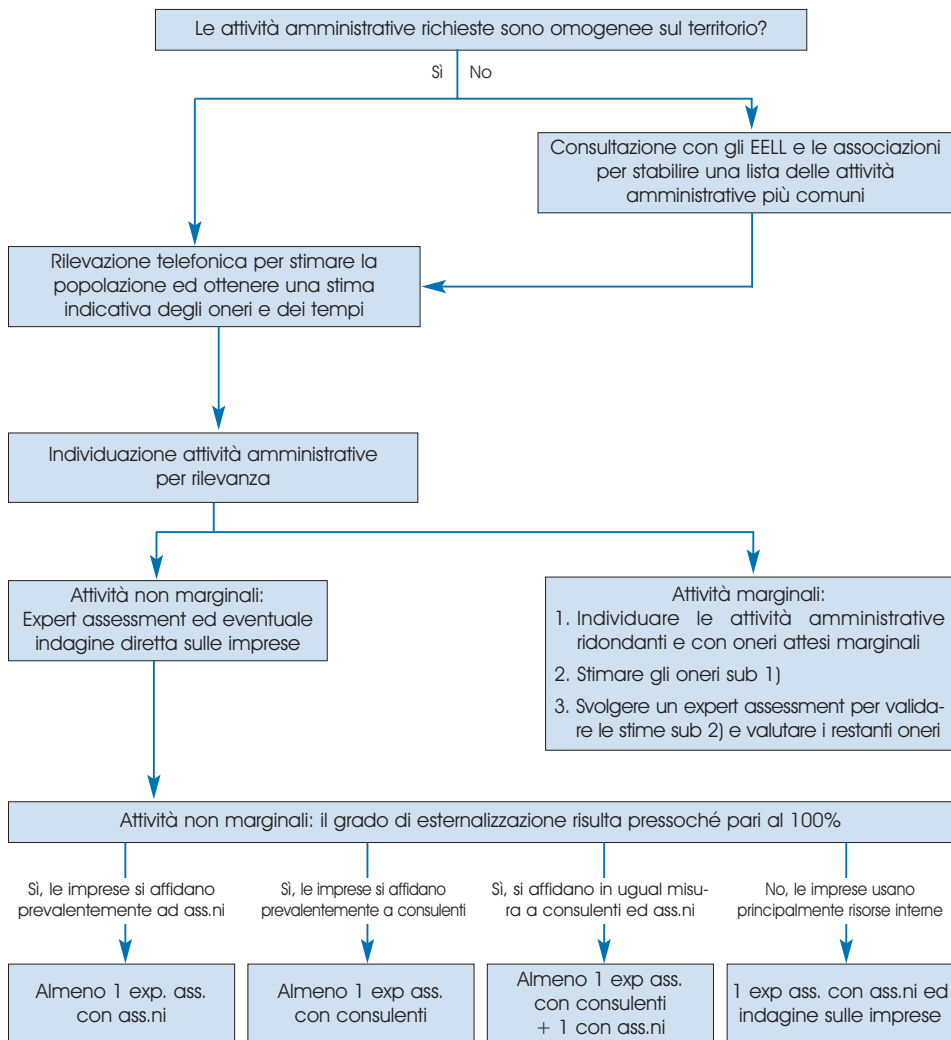 Le attività amministrative richieste sono omogenee sul territorio?
Sì
No
Consultazione con gli EELL e le associazioni
per stabilire una lista delle attività
amministrative più comuni
Rilevazione telefonica per stimare la
popolazione ed ottenere una stima
indicativa degli oneri e dei tempi
Individuazione attività amministrative
per rilevanza
Attività non marginali:
Expert assessment ed eventuale
indagine diretta sulle imprese
Attività marginali:
1. Individuare le attività amministrative
ridondanti e con oneri attesi marginali
2. Stimare gli oneri sub 1)
3. Svolgere un expert assessment per valida-
re le stime sub 2) e valutare i restanti oneri
Attività non marginali: il grado di esternalizzazione risulta pressoché pari al 100%
Sì, le imprese si affidano
prevalentemente ad ass.ni
Sì, le imprese si affidano
prevalentemente a consulenti
Sì, si affidano in ugual misu-
ra a consulenti ed ass.ni
No, le imprese usano
principalmente risorse interne
Almeno 1 exp. ass.
con ass.ni
Almeno 1 exp ass.
con consulenti
Almeno 1 exp ass.
con consulenti
+ 1 con ass.ni
1 exp ass. con ass.ni ed
indagine sulle imprese